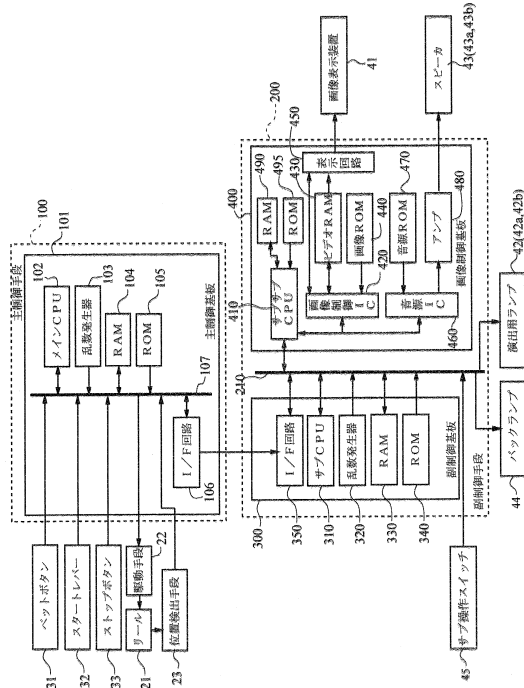 100
主制御手段
101
102
メインCPU
103
乱数発生器
104
RAM
105
ROM
主制御基板
107
I/F回路
106
31
ベットボタン
32
スタートレバー
33
ストップボタン
22
駆動手段
21
リール
23
位置検出手段
200
400
490
RAM
495
ROM
410
サブサブ
CPU
450
表示回路
430
ビデオRAM
440
画像ROM
420
画像制御IC
470
音源ROM
480
アンプ
460
音源IC
画像制御基板
210
300
350
I/F回路
310
サブCPU
320
乱数発生器
330
RAM
340
ROM
副制御基板
副制御手段
画像表示装置
41
スピーカ
43(43a,43b)
演出用ランプ
42(42a,42b)
バックランプ
44
サブ操作スイッチ
45